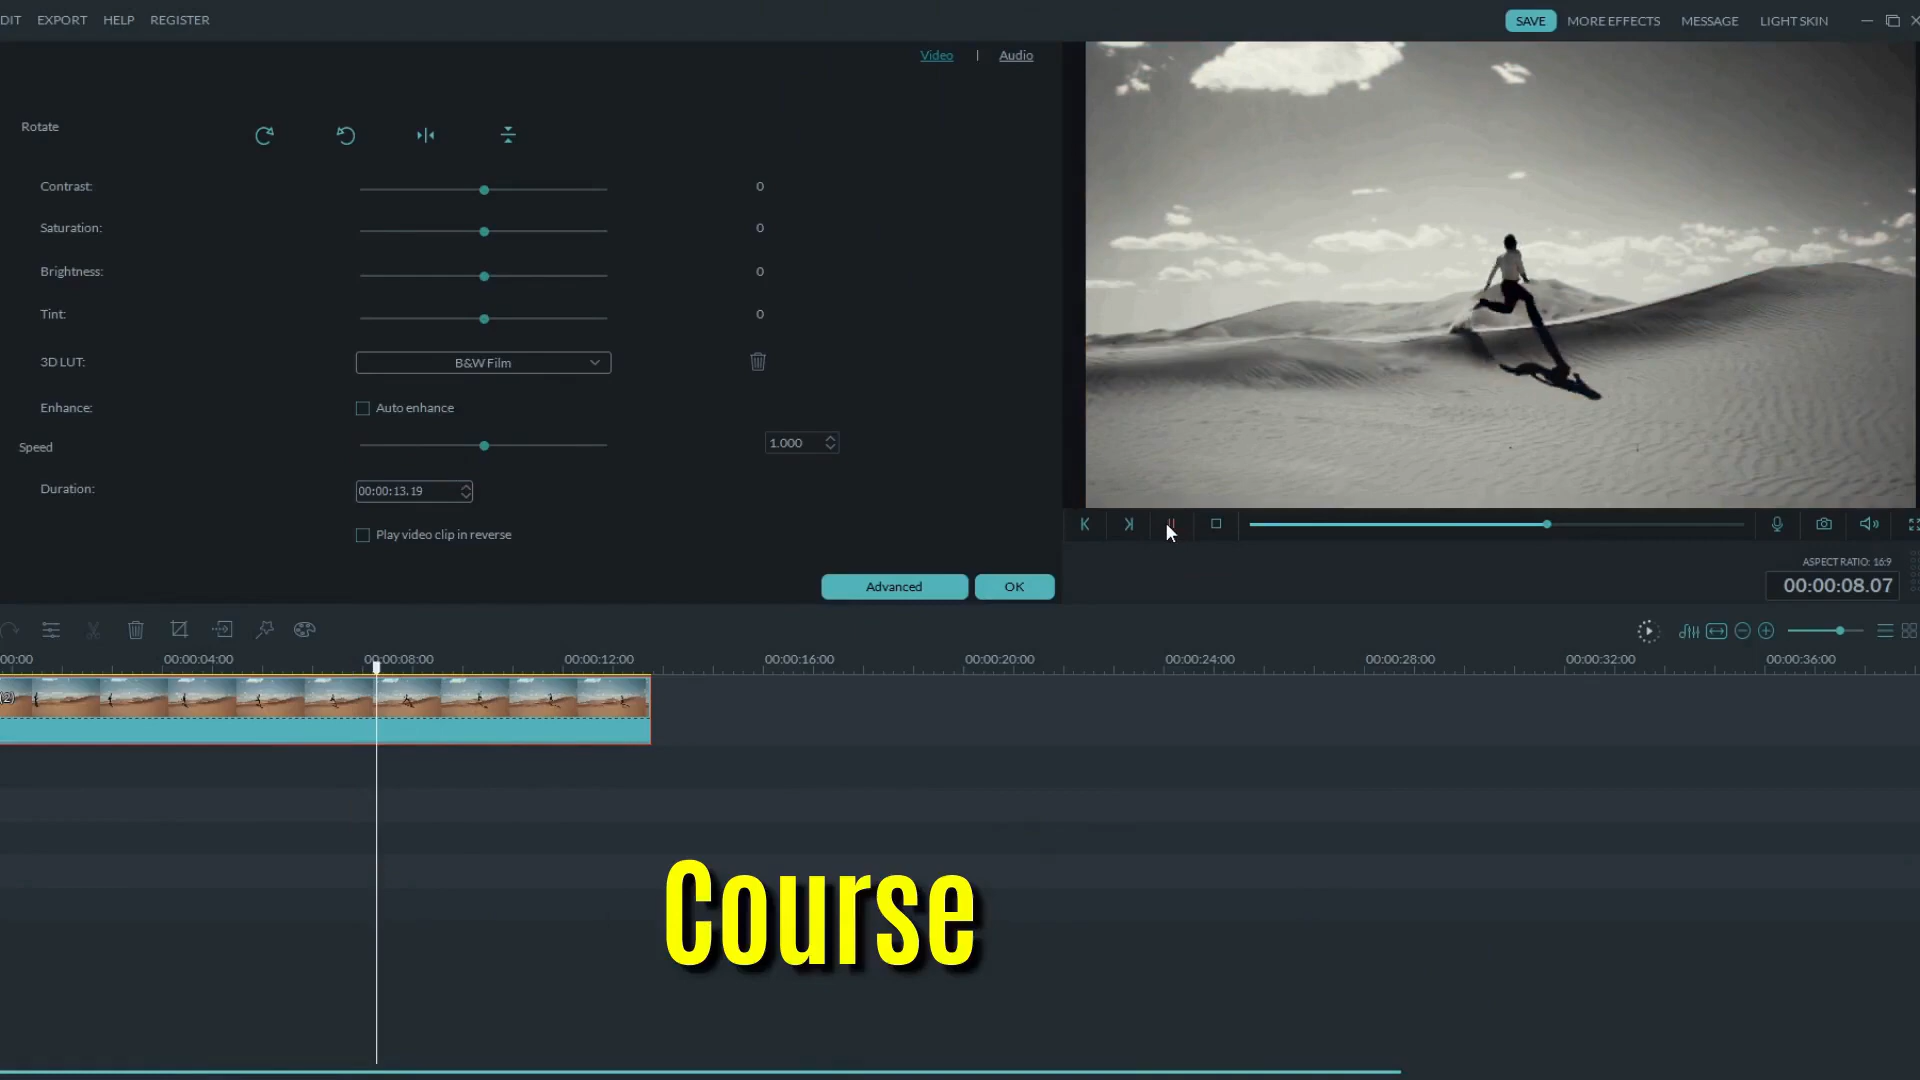 DIT EXPORT HELP REGISTER SAVE MORE EFFECTS MESSAGE LIGHT SKIN
Video | Audio
Rotate
Contrast: 0
Saturation: 0
Brightness: 0
Tint: 0
3D LUT: B&W Film
Enhance: Auto enhance
Speed 1.000
Duration: 00:00:13.19
Play video clip in reverse
ASPECT RATIO: 16:9
00:00:08.07
Advanced OK
00:00 00:00:04:00 00:00:08:00 00:00:12:00 00:00:16:00 00:00:20:00 00:00:24:00 00:00:28:00 00:00:32:00 00:00:36:00
(2)
Course